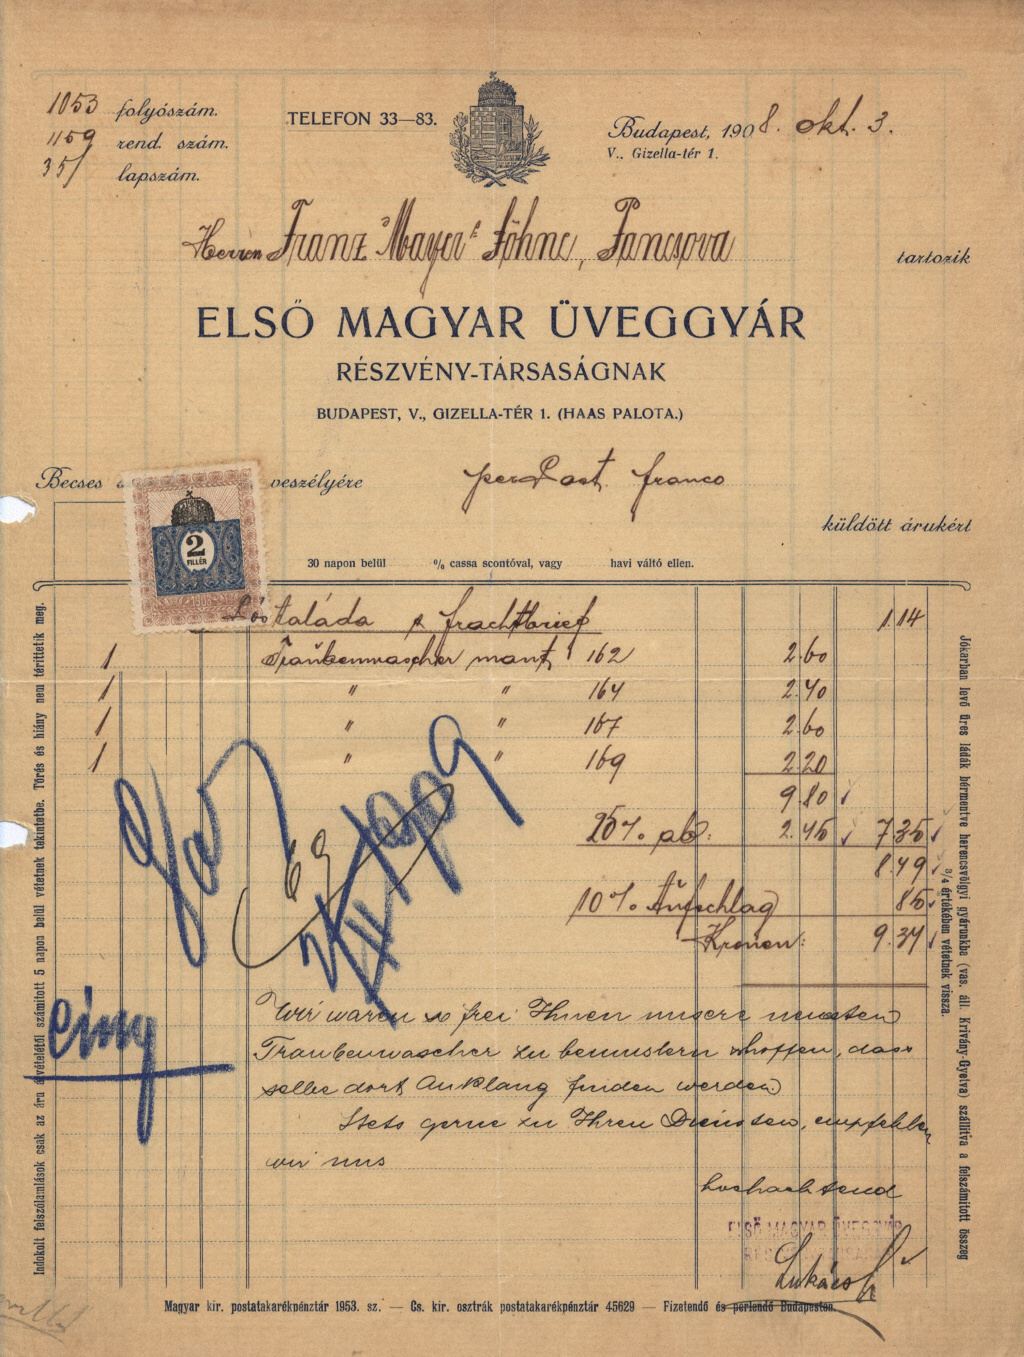 1053 folyószám.
1159 rend. szám.
351 lapszám.
TELEFON 33—83.
Budapest, 1908. okt. 3.
V., Gizella-tér 1.
Herren Franz Mayer's Söhne, Pancsova
tartozik
ELSŐ MAGYAR ÜVEGGYÁR
RÉSZVÉNY-TÁRSASÁGNAK
BUDAPEST, V., GIZELLA-TÉR 1. (HAAS PALOTA.)
Becses veszélyére per Post franco
küldött árukért
2
FILLÉR
30 napon belül % cassa scontóval, vagy havi váltó ellen.
Postaláda & frachtbrief 1.14
1 Traubenwascher 162 2.60
1 " " 164 2.40
1 " " 167 2.60
1 " " 169 2.20
9.80
25% ab: 2.45 7.35
8.49
10% Aufschlag 85
Kronen: 9.34
Wir waren so frei Ihnen unsere neuesten
Traubenwascher zu bemustern & hoffen, dass
selbe dort Anklang finden werden.
Stets gerne zu Ihren Diensten, empfehlen
wir uns
hochachtend
ELSŐ MAGYAR ÜVEGGYÁR
Lukács
Indokolt felszólamlások csak az áru átvételétől számított 5 napon belül vétetnek tekintetbe. Törés és hiány nem téríttetik meg.
Jókarban levő üres ládák bérmentve herencsvölgyi gyárunkba (vas. áll. Krivány-Gyetva) szállítva a felszámított összeg
3/4 értékében vétetnek vissza.
Magyar kir. postatakarékpénztár 1953. sz. — Cs. kir. osztrák postatakarékpénztár 45629 — Fizetendő és perlendő Budapesten.